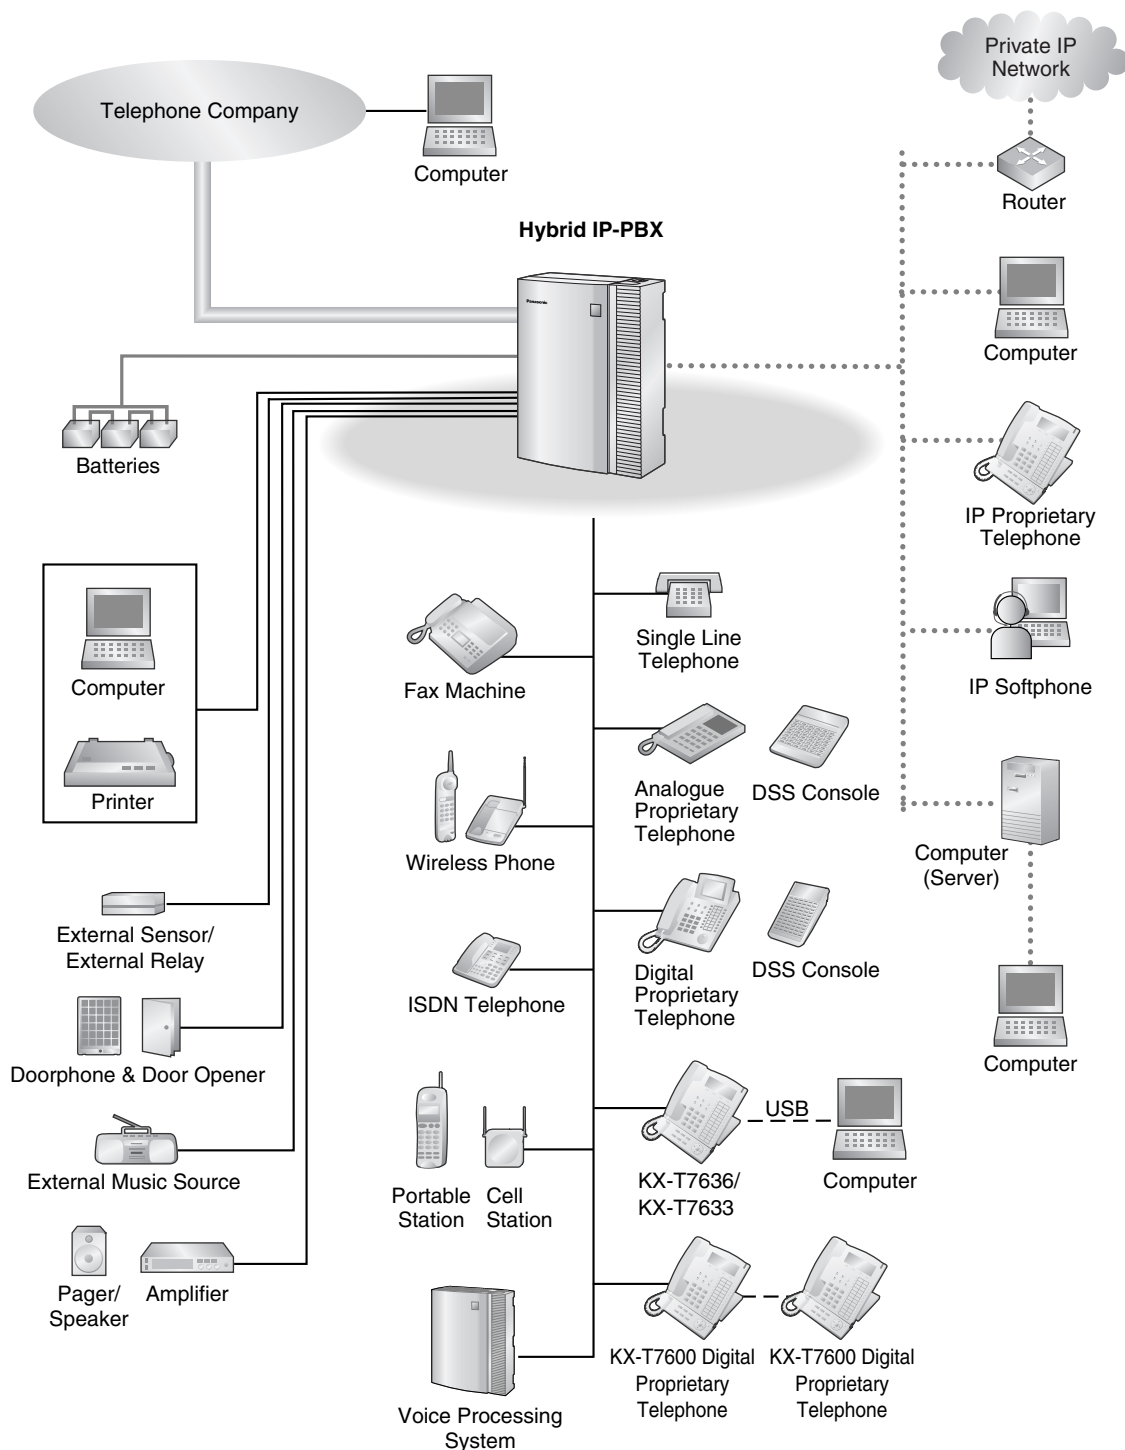 Private IP
Network
Telephone Company
Computer
Router
Hybrid IP-PBX
Panasonic
Computer
Batteries
IP Proprietary
Telephone
Computer
Printer
Fax Machine
Single Line
Telephone
IP Softphone
Analogue
Proprietary
Telephone
DSS Console
Wireless Phone
Computer
(Server)
External Sensor/
External Relay
ISDN Telephone
Digital
Proprietary
Telephone
DSS Console
Computer
Doorphone & Door Opener
USB
External Music Source
Portable
Station
Cell
Station
KX-T7636/
KX-T7633
Computer
Pager/
Speaker
Amplifier
KX-T7600 Digital
Proprietary
Telephone
KX-T7600 Digital
Proprietary
Telephone
Voice Processing
System